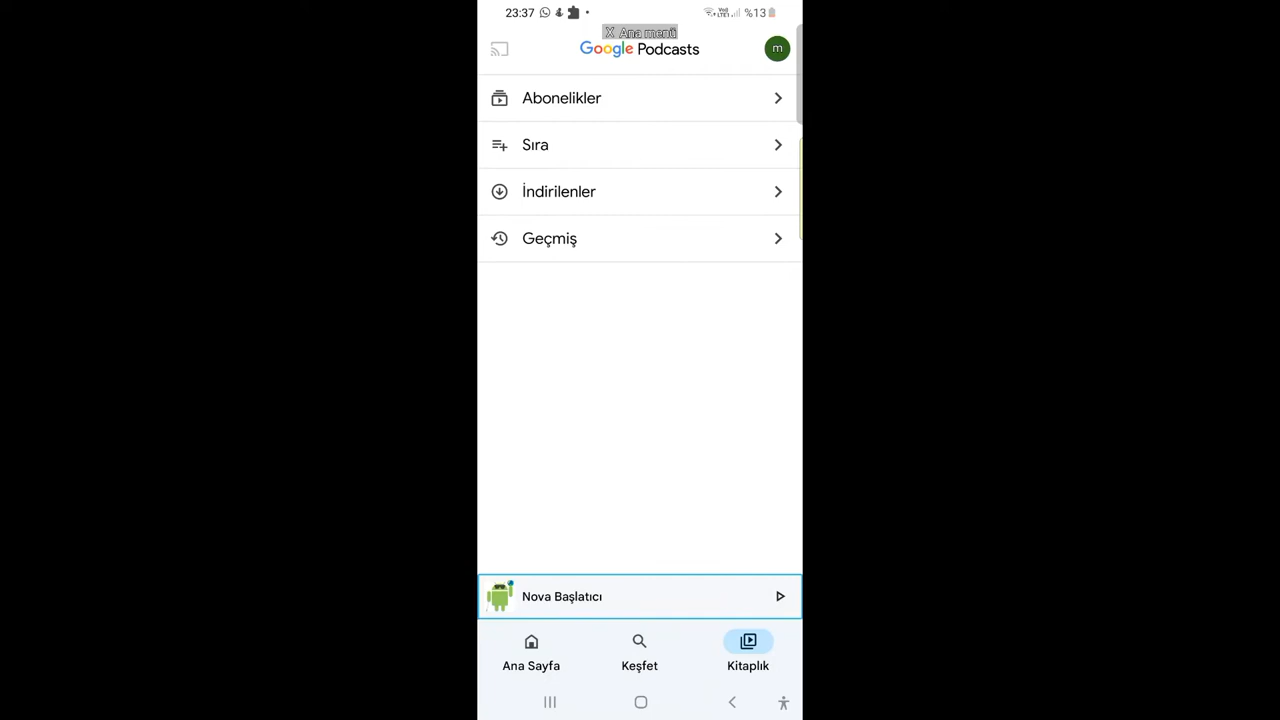 23:37 %13
X Ana menü
Google Podcasts
m
Abonelikler
Sıra
İndirilenler
Geçmiş
Nova Başlatıcı
Ana Sayfa Keşfet Kitaplık